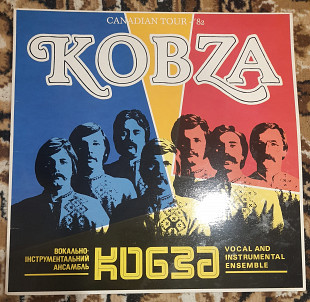 CANADIAN TOUR - '82
KOBZA
ВОКАЛЬНО-
ІНСТРУМЕНТАЛЬНИЙ
АНСАМБЛЬ
КОБЗА
VOCAL AND
INSTRUMENTAL
ENSEMBLE